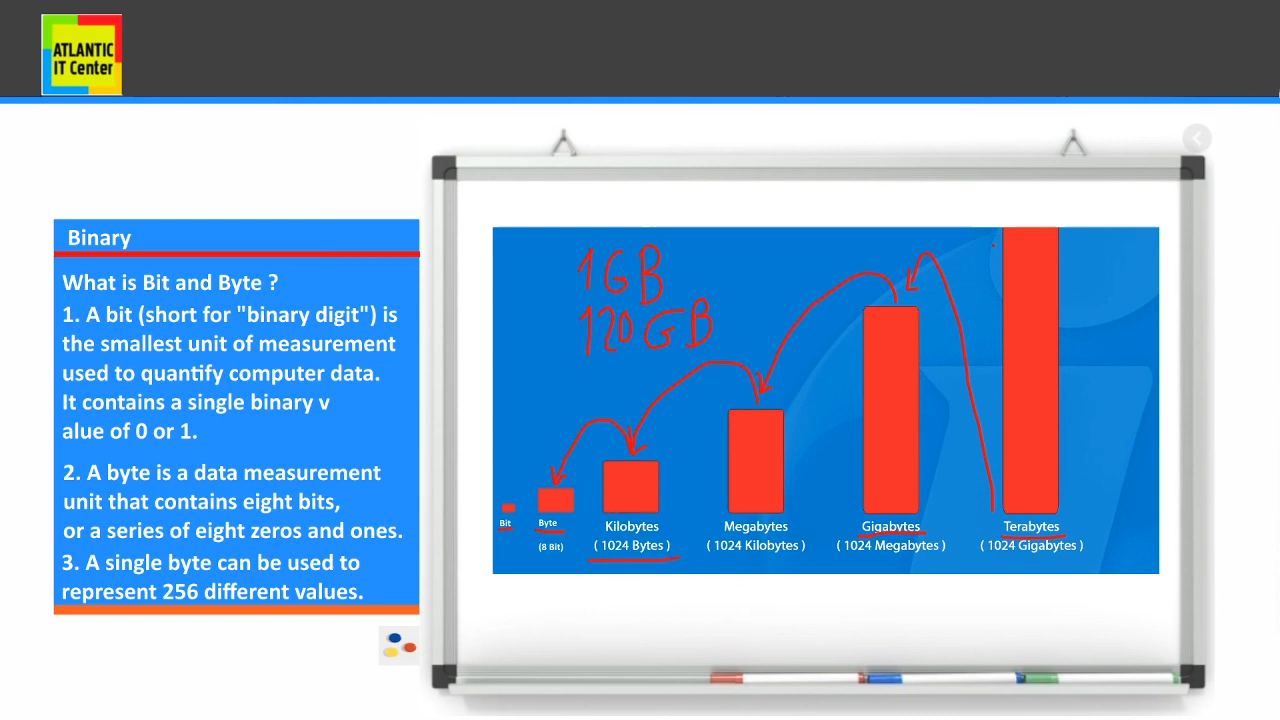 ATLANTIC
IT Center
Binary
What is Bit and Byte ?
1. A bit (short for "binary digit") is
the smallest unit of measurement
used to quantify computer data.
It contains a single binary v
alue of 0 or 1.
2. A byte is a data measurement
unit that contains eight bits,
or a series of eight zeros and ones.
3. A single byte can be used to
represent 256 different values.
1GB
120GB
Bit
Byte
(8 Bit)
Kilobytes
( 1024 Bytes )
Megabytes
( 1024 Kilobytes )
Gigabytes
( 1024 Megabytes )
Terabytes
( 1024 Gigabytes )